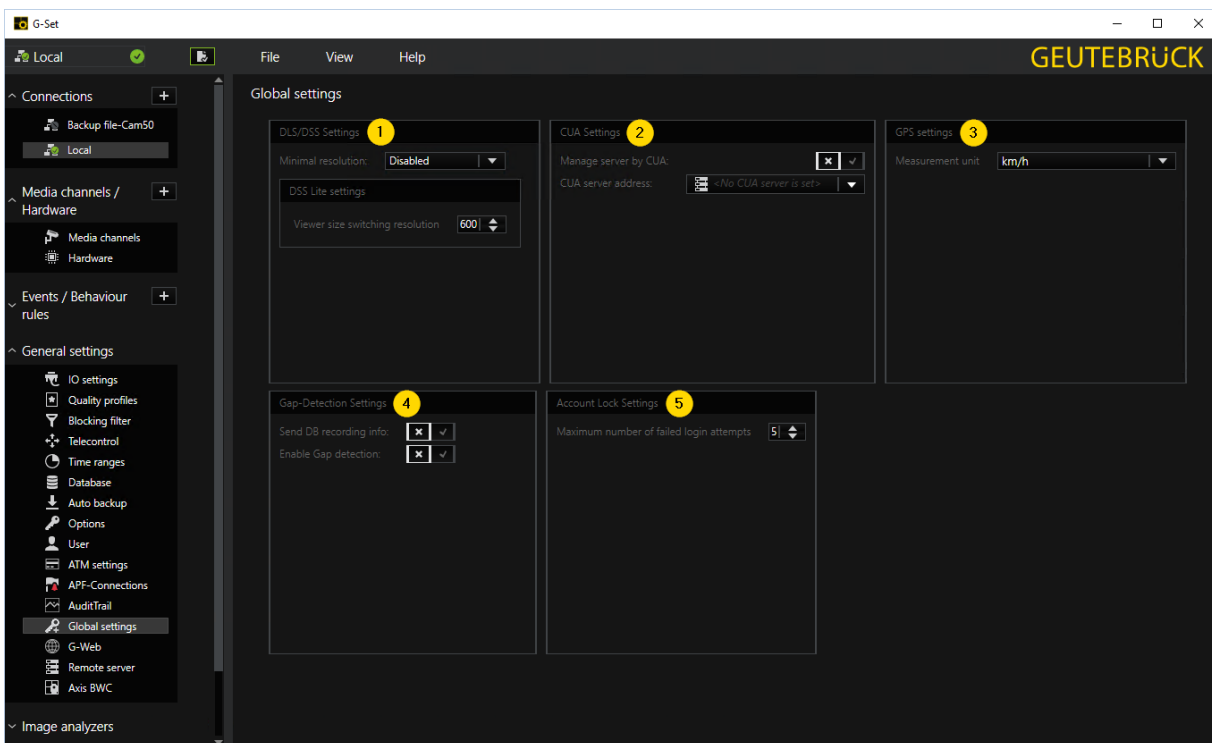 G-Set
Local
File View Help
GEUTEBRÜCK
Connections
Backup file-Cam50
Local
Media channels /
Hardware
Media channels
Hardware
Events / Behaviour
rules
General settings
IO settings
Quality profiles
Blocking filter
Telecontrol
Time ranges
Database
Auto backup
Options
User
ATM settings
APF-Connections
AuditTrail
Global settings
G-Web
Remote server
Axis BWC
Image analyzers
Global settings
DLS/DSS Settings 1
Minimal resolution: Disabled
DSS Lite settings
Viewer size switching resolution 600
CUA Settings 2
Manage server by CUA:
CUA server address: <No CUA server is set>
GPS settings 3
Measurement unit km/h
Gap-Detection Settings 4
Send DB recording info:
Enable Gap detection:
Account Lock Settings 5
Maximum number of failed login attempts 5